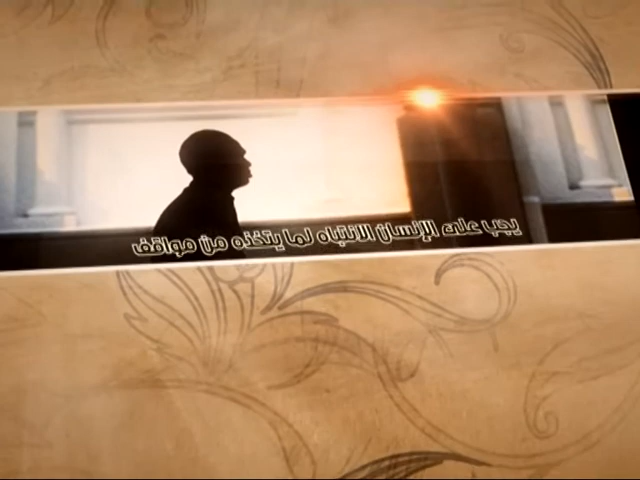 يجب على الإنسان الانتباه لما يتخذه من مواقف